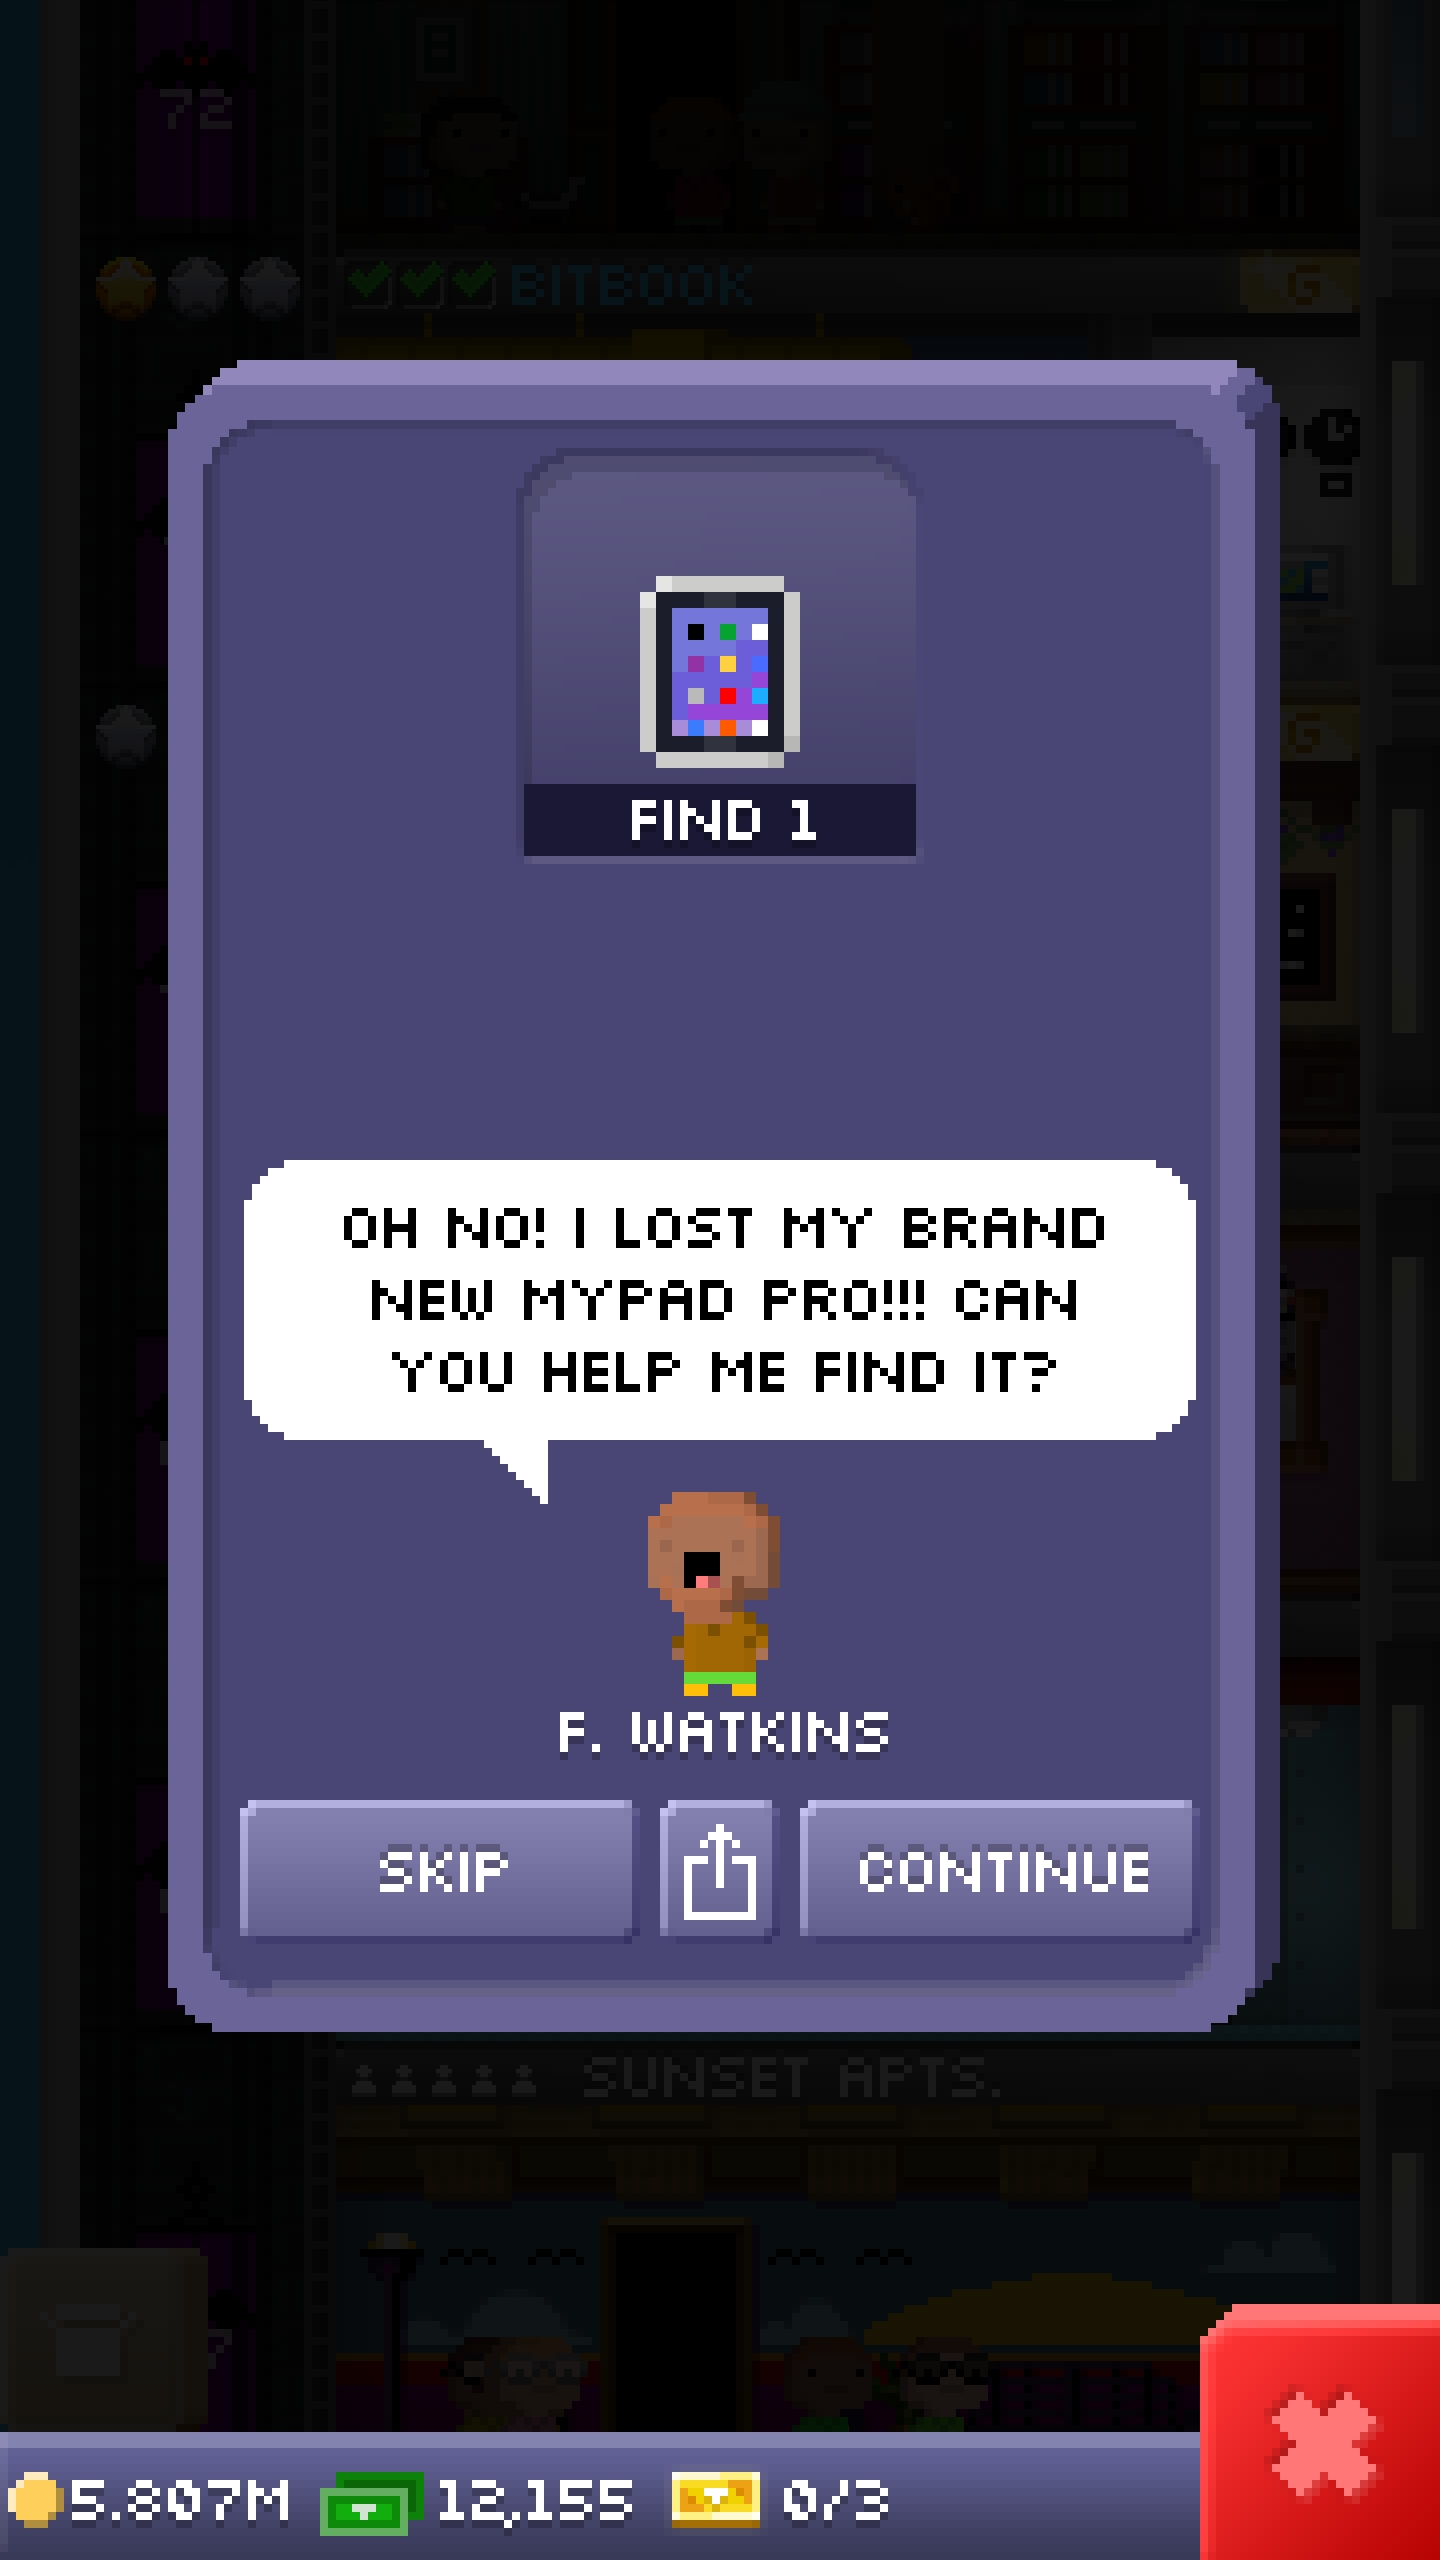 72
BITBOOK
G
G
FIND 1
OH NO! I LOST MY BRAND
NEW MYPAD PRO!!! CAN
YOU HELP ME FIND IT?
F. WATKINS
SKIP
CONTINUE
SUNSET APTS.
5.807M 12,155 0/3